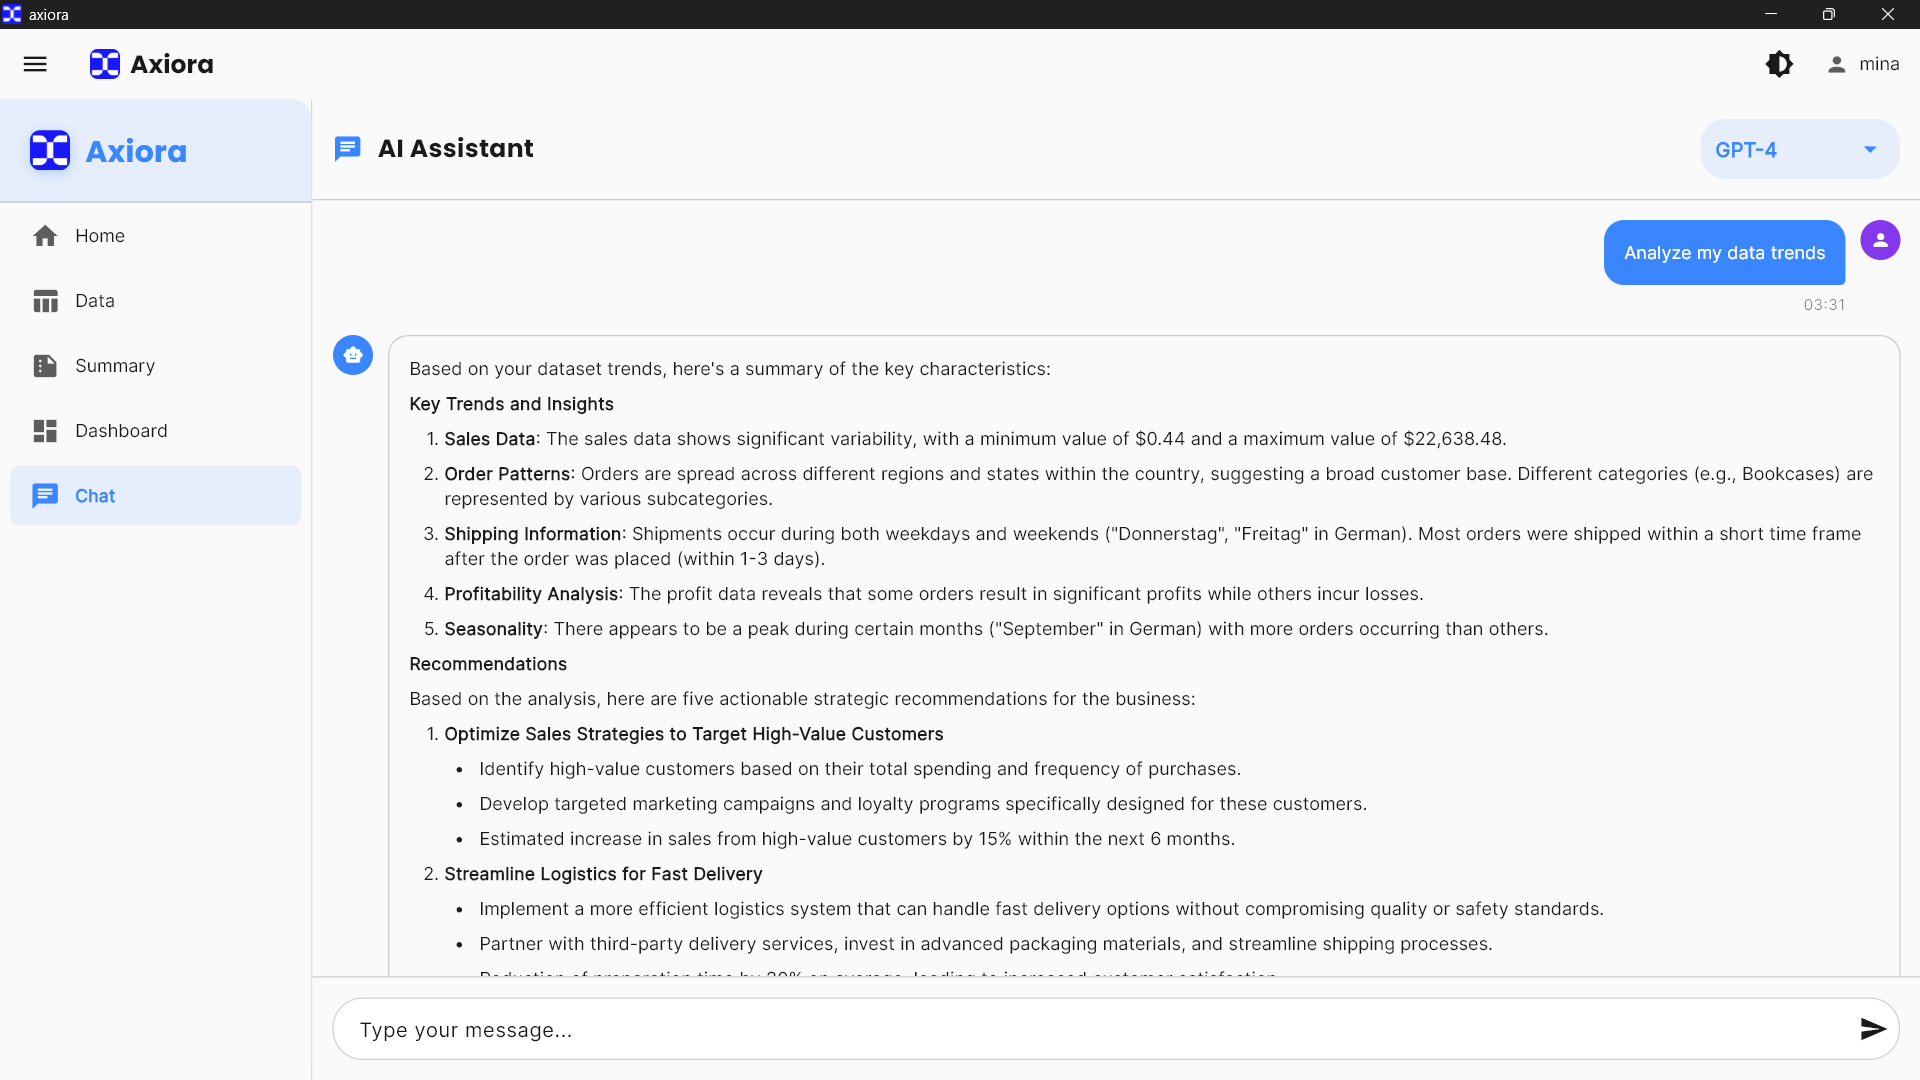 axiora
Axiora
mina
Axiora
AI Assistant
GPT-4
Home
Data
Summary
Dashboard
Chat
Analyze my data trends
03:31
Based on your dataset trends, here's a summary of the key characteristics:
Key Trends and Insights
1. Sales Data: The sales data shows significant variability, with a minimum value of $0.44 and a maximum value of $22,638.48.
2. Order Patterns: Orders are spread across different regions and states within the country, suggesting a broad customer base. Different categories (e.g., Bookcases) are
represented by various subcategories.
3. Shipping Information: Shipments occur during both weekdays and weekends ("Donnerstag", "Freitag" in German). Most orders were shipped within a short time frame
after the order was placed (within 1-3 days).
4. Profitability Analysis: The profit data reveals that some orders result in significant profits while others incur losses.
5. Seasonality: There appears to be a peak during certain months ("September" in German) with more orders occurring than others.
Recommendations
Based on the analysis, here are five actionable strategic recommendations for the business:
1. Optimize Sales Strategies to Target High-Value Customers
• Identify high-value customers based on their total spending and frequency of purchases.
• Develop targeted marketing campaigns and loyalty programs specifically designed for these customers.
• Estimated increase in sales from high-value customers by 15% within the next 6 months.
2. Streamline Logistics for Fast Delivery
• Implement a more efficient logistics system that can handle fast delivery options without compromising quality or safety standards.
• Partner with third-party delivery services, invest in advanced packaging materials, and streamline shipping processes.
Type your message...